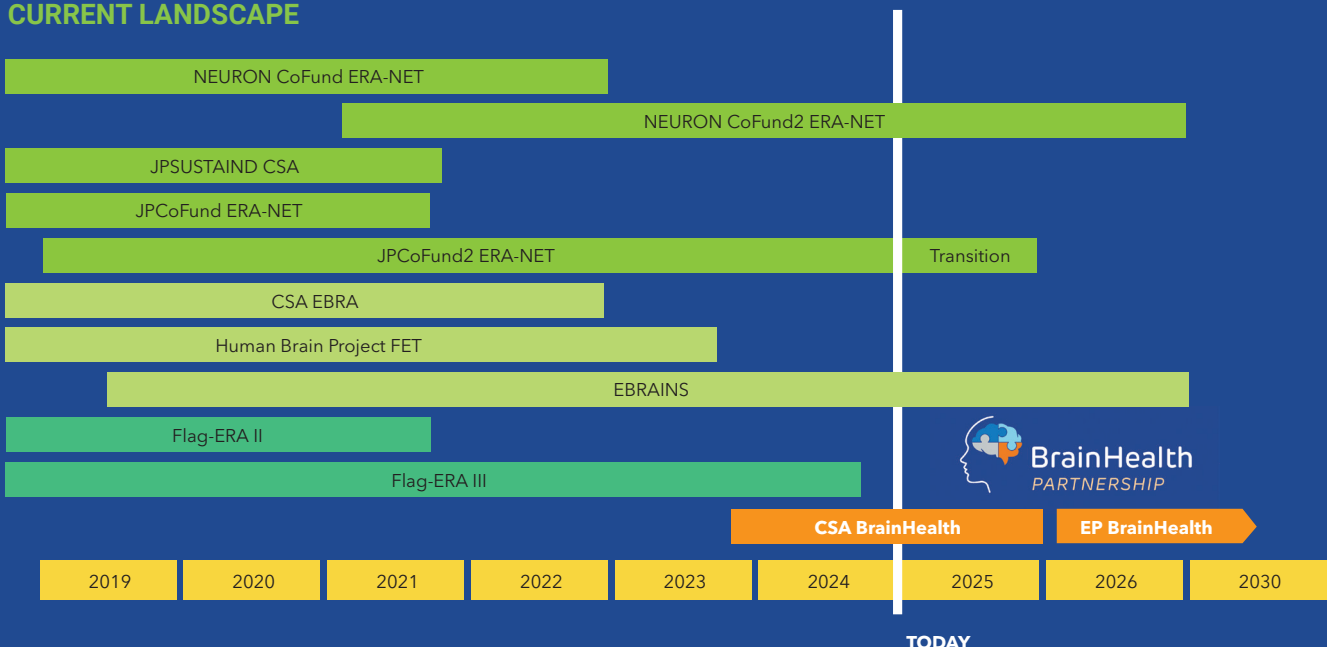 CURRENT LANDSCAPE
NEURON CoFund ERA-NET
NEURON CoFund2 ERA-NET
JPSUSTAIND CSA
JPCoFund ERA-NET
JPCoFund2 ERA-NET
Transition
CSA EBRA
Human Brain Project FET
EBRAINS
Flag-ERA II
Flag-ERA III
BrainHealth
PARTNERSHIP
CSA BrainHealth
EP BrainHealth
2019 2020 2021 2022 2023 2024 2025 2026 2030
TODAY